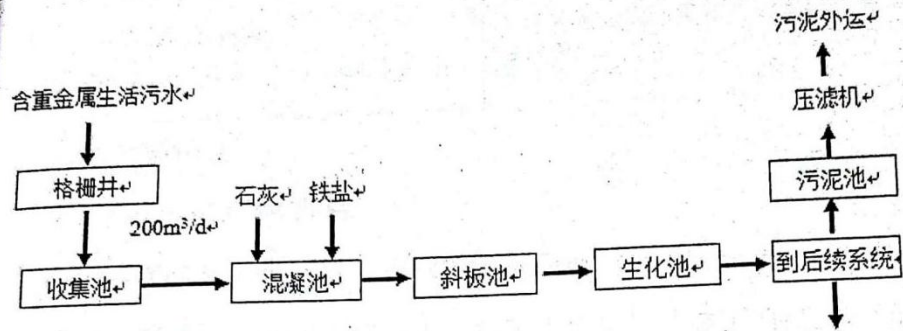 污泥外运↵
含重金属生活污水↵
压滤机↵
格栅井↵
石灰↵
铁盐↵
污泥池↵
200m³/d↵
收集池↵
混凝池↵
斜板池↵
生化池↵
到后续系统↵